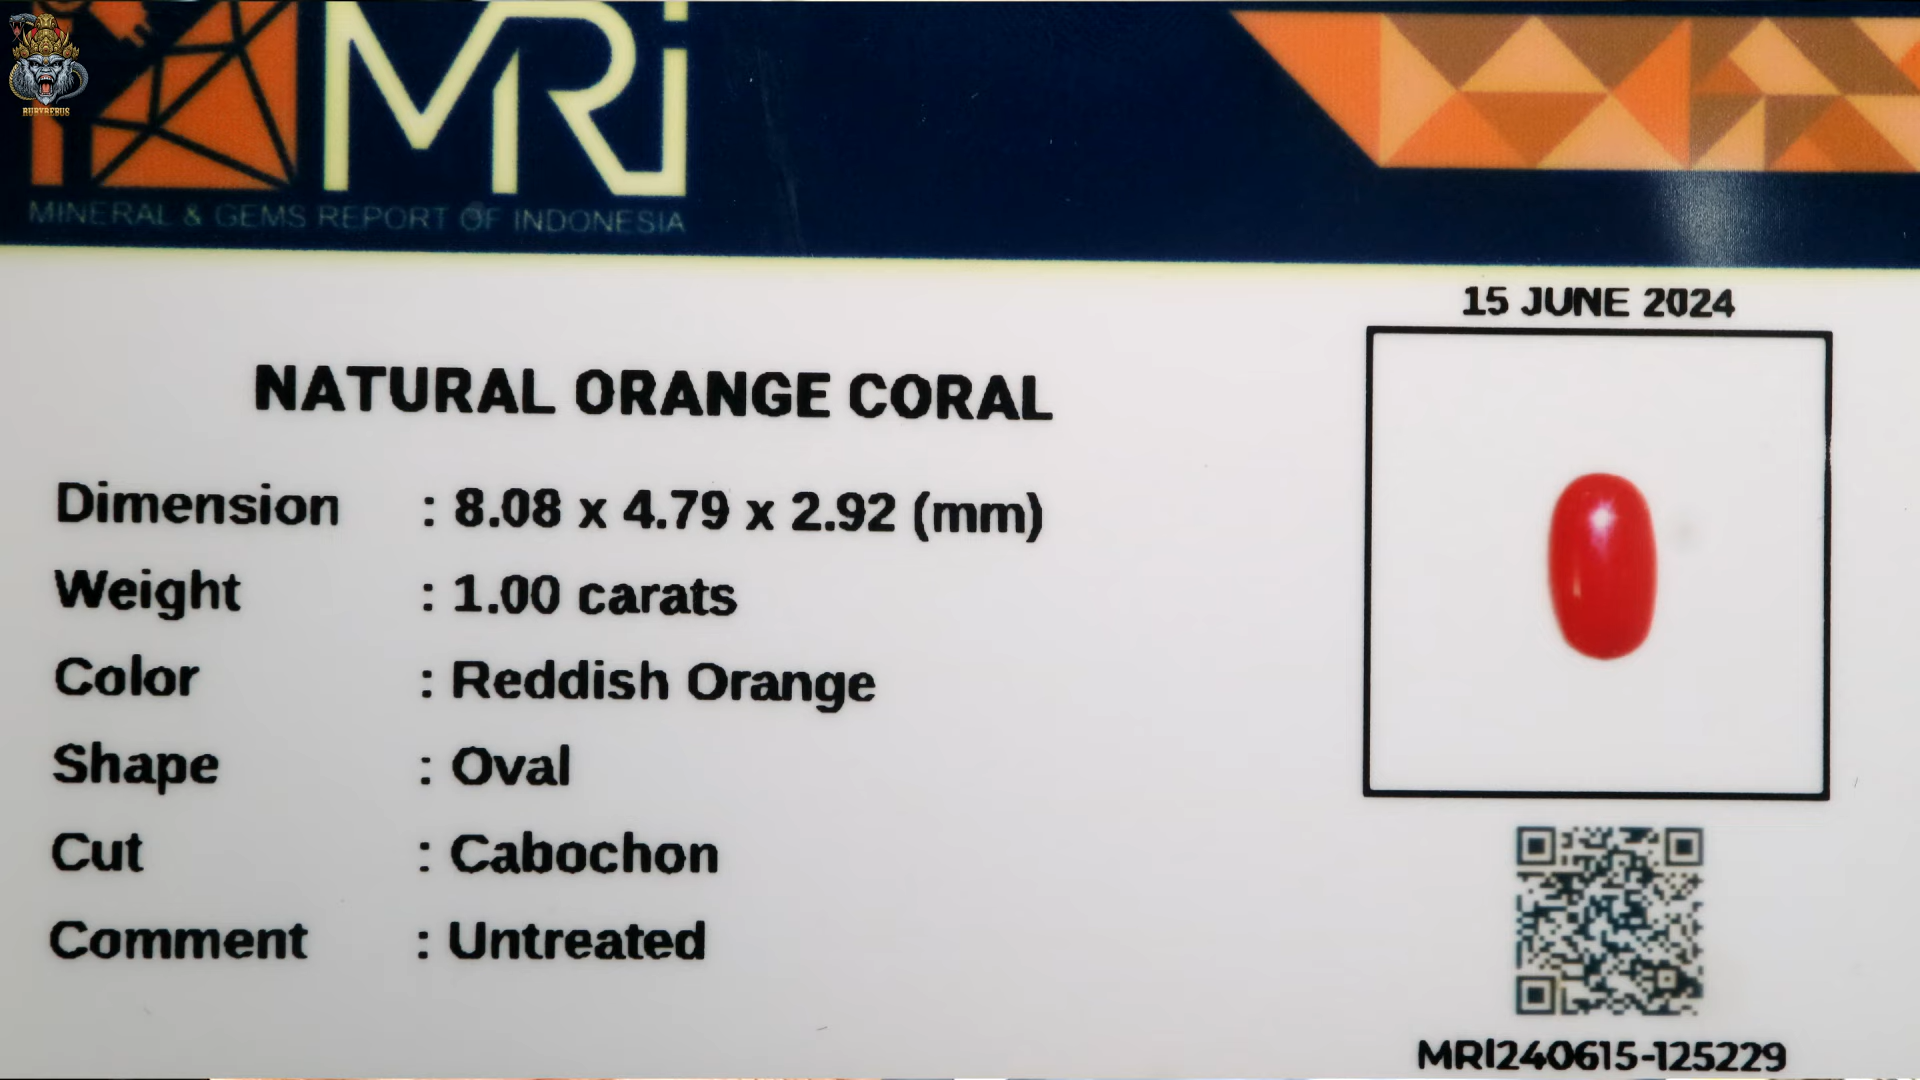 MRI
RUBYREBUS
MINERAL & GEMS REPORT OF INDONESIA
15 JUNE 2024
NATURAL ORANGE CORAL
Dimension : 8.08 x 4.79 x 2.92 (mm)
Weight : 1.00 carats
Color : Reddish Orange
Shape : Oval
Cut : Cabochon
Comment : Untreated
MRI240615-125229